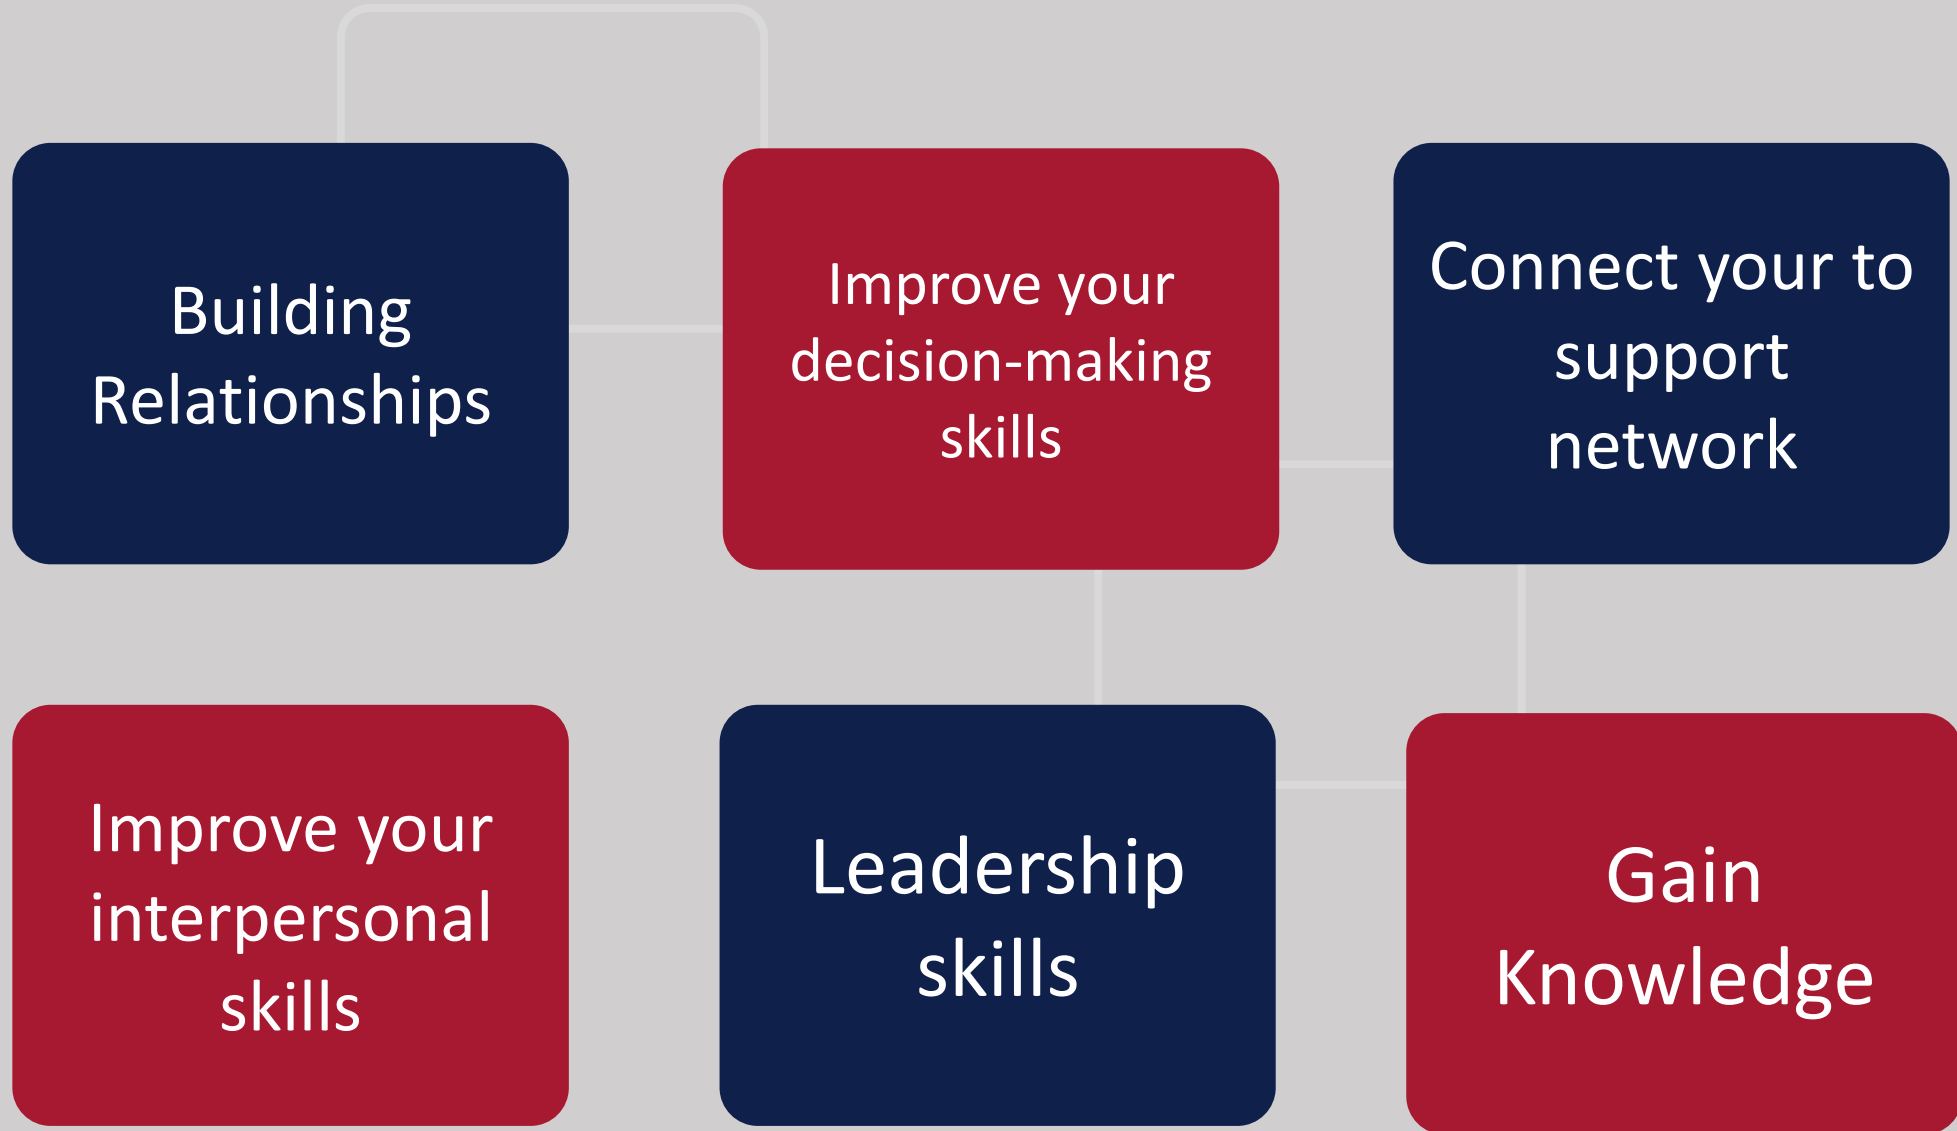 Building
Relationships
Improve your
decision-making
skills
Connect your to
support
network
Improve your
interpersonal
skills
Leadership
skills
Gain
Knowledge